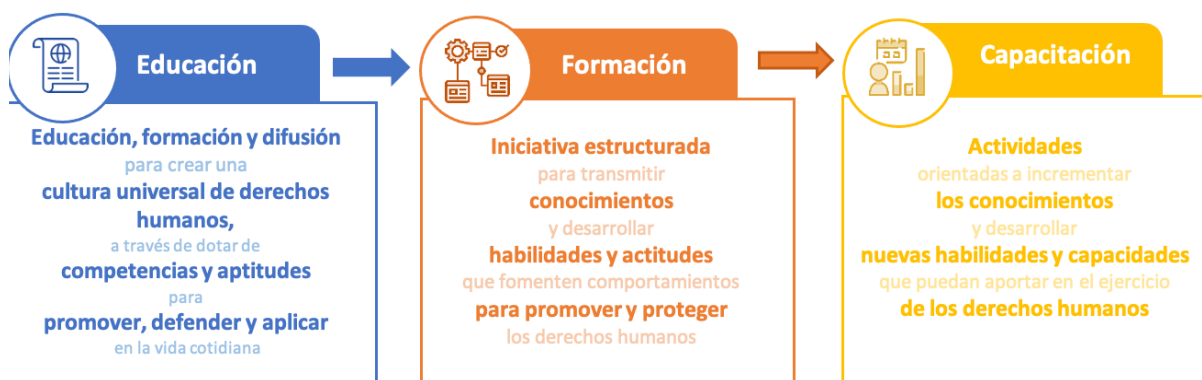 Educación
Educación, formación y difusión
para crear una
cultura universal de derechos
humanos,
a través de dotar de
competencias y aptitudes
para
promover, defender y aplicar
en la vida cotidiana
Formación
Iniciativa estructurada
para transmitir
conocimientos
y desarrollar
habilidades y actitudes
que fomenten comportamientos
para promover y proteger
los derechos humanos
Capacitación
Actividades
orientadas a incrementar
los conocimientos
y desarrollar
nuevas habilidades y capacidades
que puedan aportar en el ejercicio
de los derechos humanos